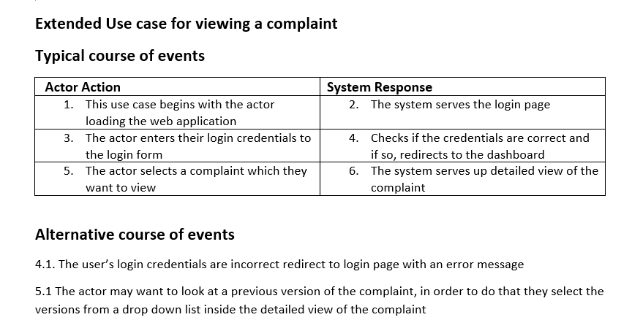 Extended Use case for viewing a complaint
Typical course of events
Actor Action
System Response
1. This use case begins with the actor
loading the web application
2. The system serves the login page
3. The actor enters their login credentials to
the login form
4. Checks if the credentials are correct and
if so, redirects to the dashboard
5. The actor selects a complaint which they
want to view
6. The system serves up detailed view of the
complaint
Alternative course of events
4.1. The user's login credentials are incorrect redirect to login page with an error message
5.1 The actor may want to look at a previous version of the complaint, in order to do that they select the
versions from a drop down list inside the detailed view of the complaint